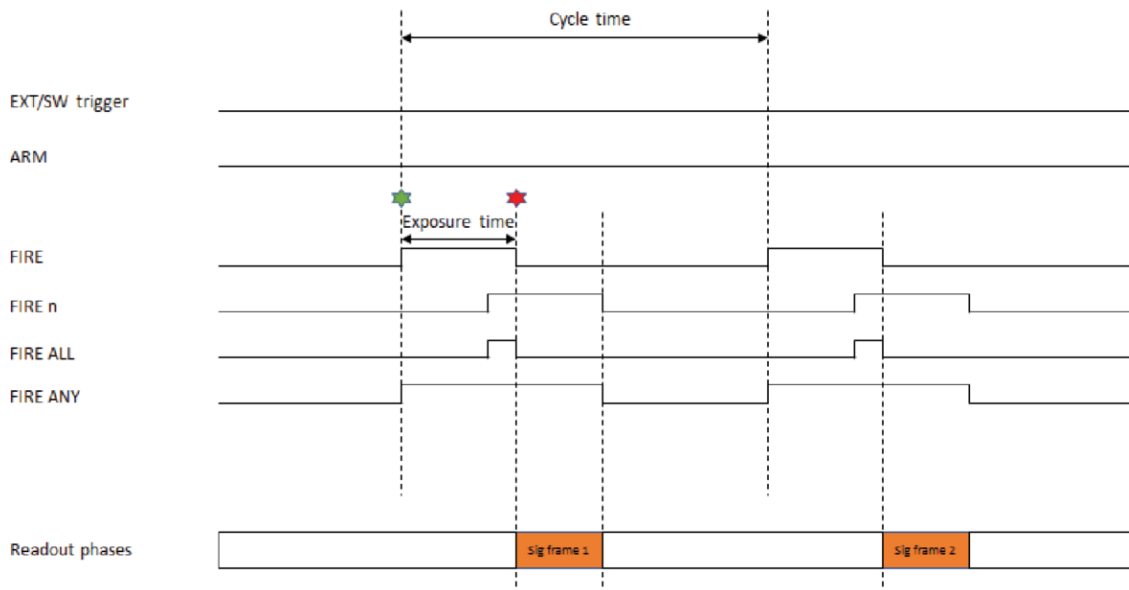 Cycle time
EXT/SW trigger
ARM
Exposure time
FIRE
FIRE n
FIRE ALL
FIRE ANY
Readout phases
Sig frame 1
Sig frame 2